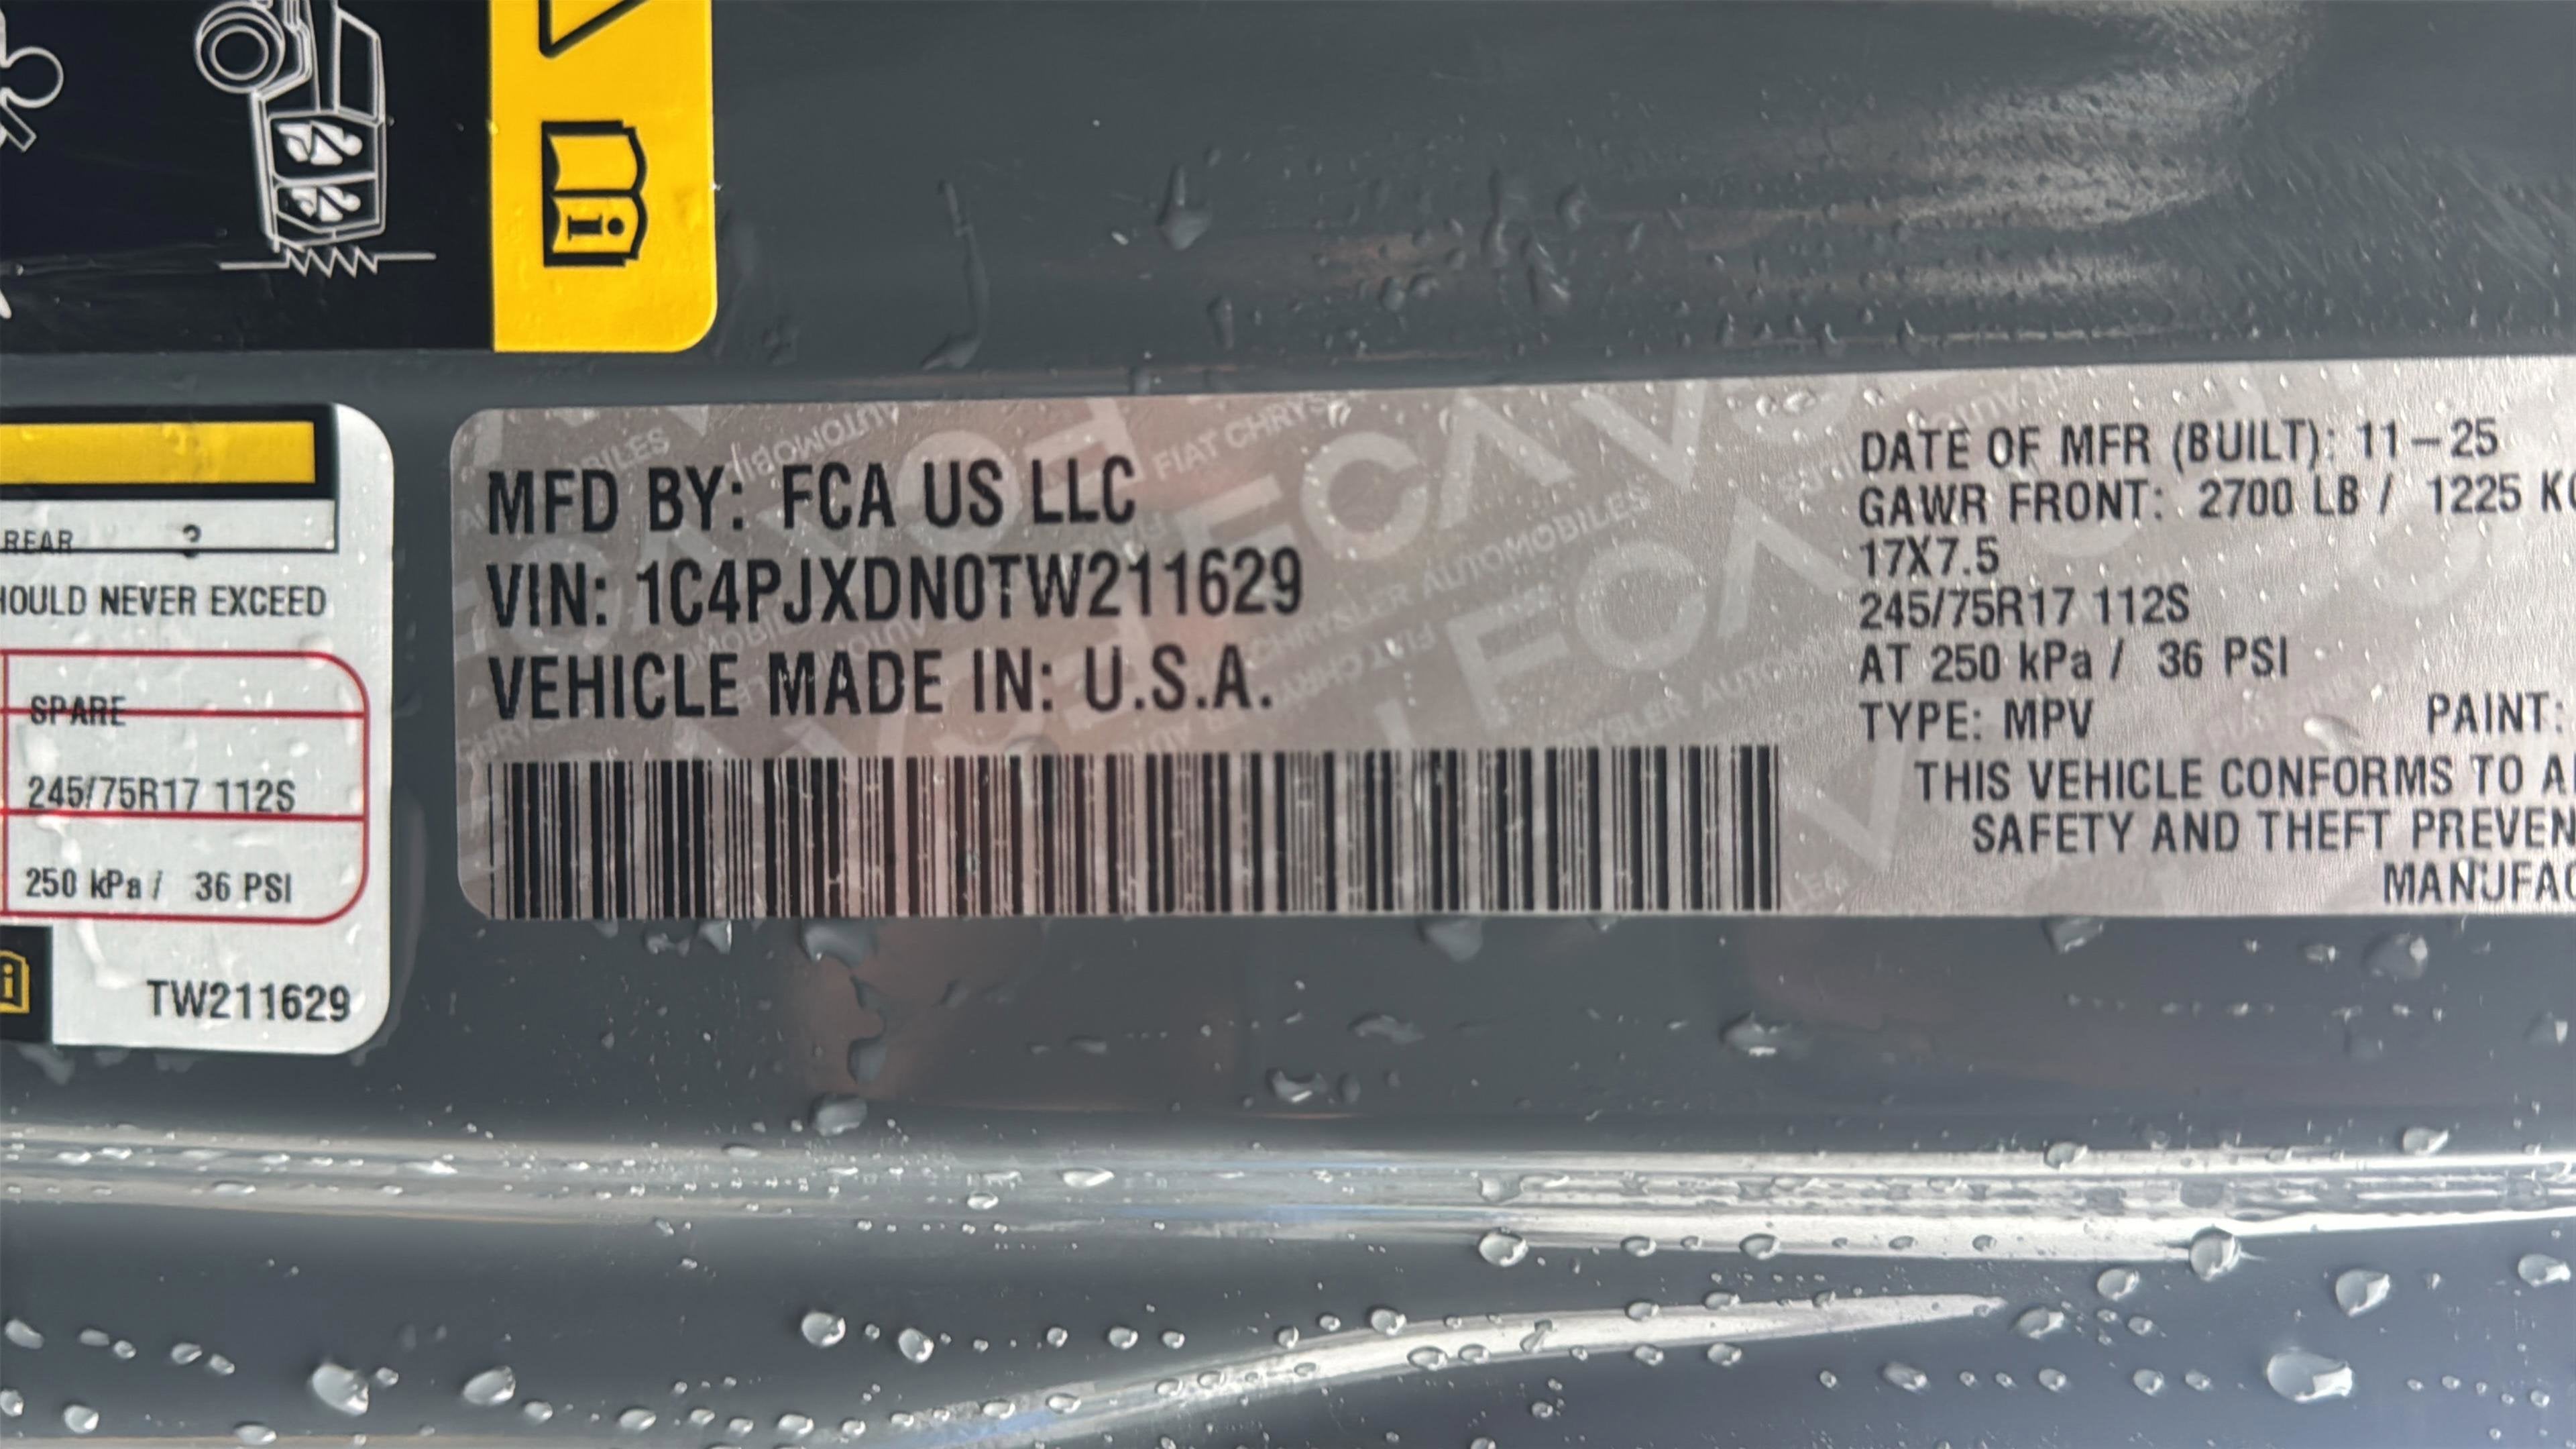 REAR 3
HOULD NEVER EXCEED
SPARE
245/75R17 112S
250 kPa / 36 PSI
TW211629
MFD BY: FCA US LLC
VIN: 1C4PJXDN0TW211629
VEHICLE MADE IN: U.S.A.
DATE OF MFR (BUILT): 11-25
GAWR FRONT: 2700 LB / 1225 K
17X7.5
245/75R17 112S
AT 250 kPa / 36 PSI
TYPE: MPV PAINT:
THIS VEHICLE CONFORMS TO A
SAFETY AND THEFT PREVEN
MANUFAC